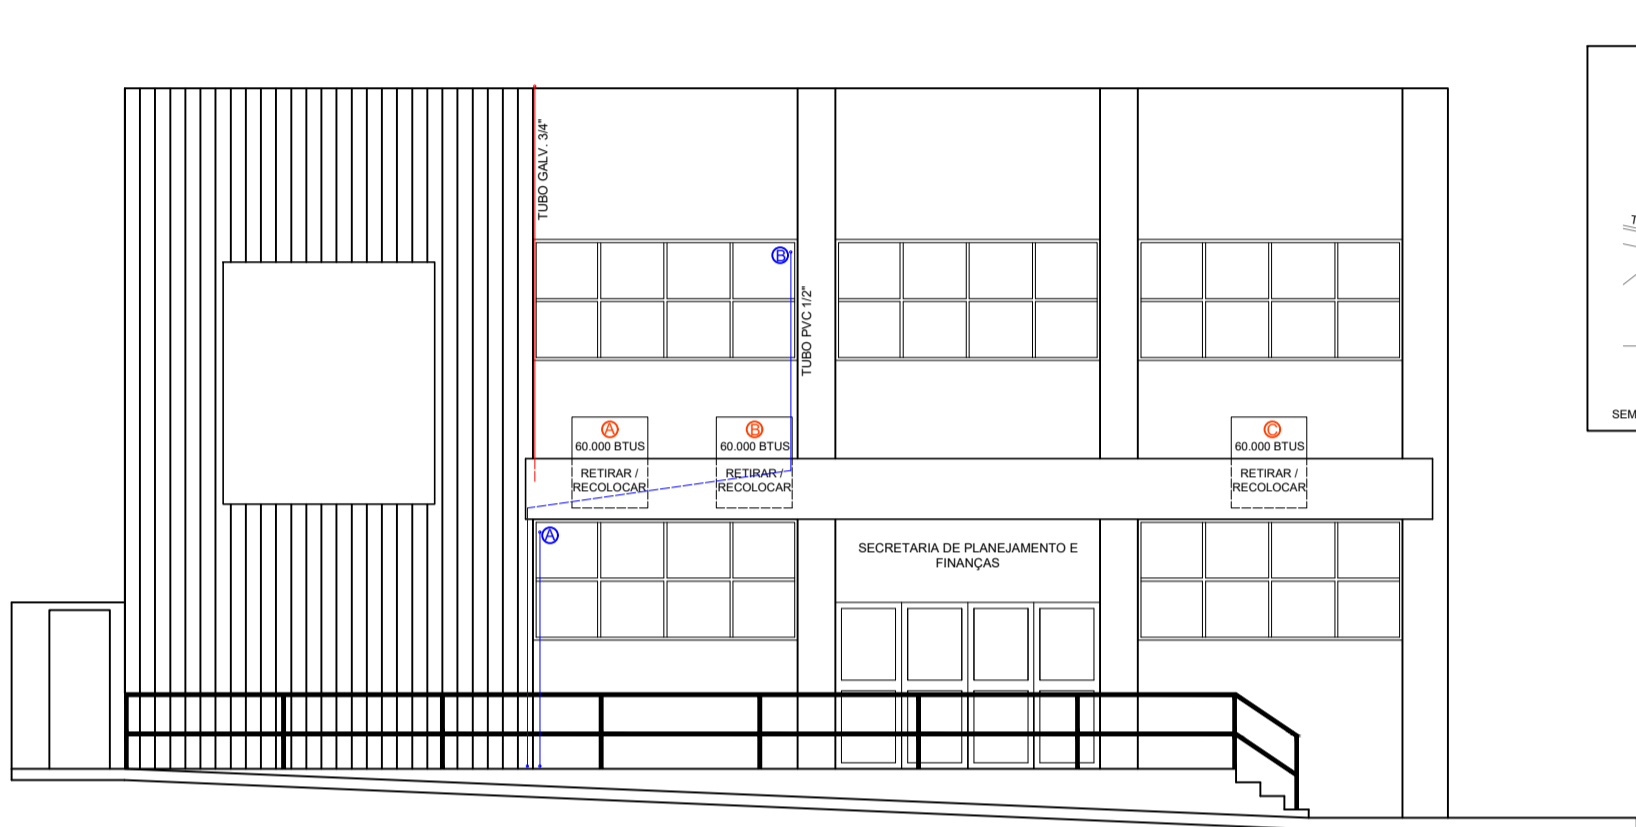 TUBO GALV. 3/4"
B
TUBO PVC 1/2"
A
60.000 BTUS
RETIRAR /
RECOLOCAR
B
60.000 BTUS
RETIRAR /
RECOLOCAR
C
60.000 BTUS
RETIRAR /
RECOLOCAR
A
SECRETARIA DE PLANEJAMENTO E
FINANÇAS
SEM